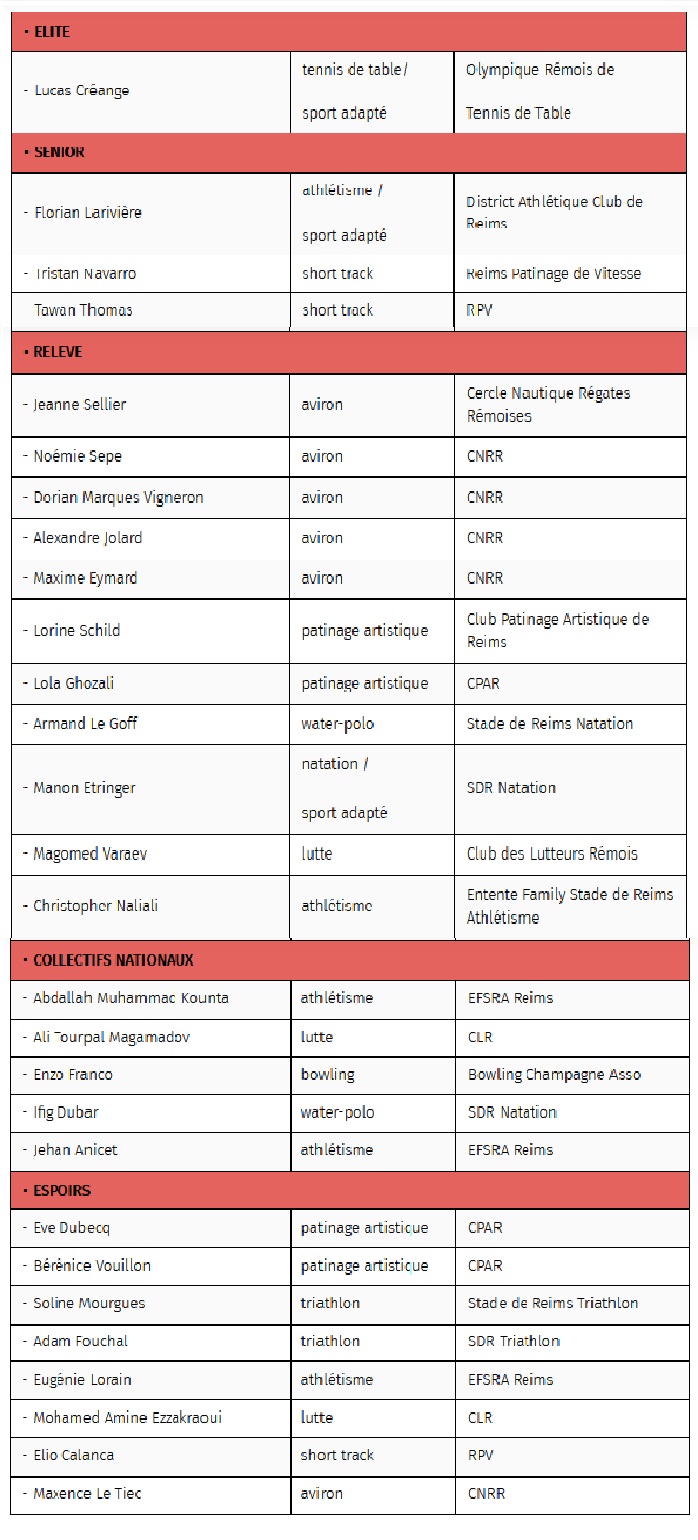 · ELITE
- Lucas Créange tennis de table/ sport adapté Olympique Rémois de Tennis de Table
· SENIOR
- Florian Larivière athlétisme / sport adapté District Athlétique Club de Reims
- Tristan Navarro short track Reims Patinage de Vitesse
Tawan Thomas short track RPV
· RELEVE
- Jeanne Sellier aviron Cercle Nautique Régates Rémoises
- Noémie Sepe aviron CNRR
- Dorian Marques Vigneron aviron CNRR
- Alexandre Jolard aviron CNRR
- Maxime Eymard aviron CNRR
- Lorine Schild patinage artistique Club Patinage Artistique de Reims
- Lola Ghozali patinage artistique CPAR
- Armand Le Goff water-polo Stade de Reims Natation
- Manon Etringer natation / sport adapté SDR Natation
- Magomed Varaev lutte Club des Lutteurs Rémois
- Christopher Naliali athlétisme Entente Family Stade de Reims Athlétisme
· COLLECTIFS NATIONAUX
- Abdallah Muhammad Kounta athlétisme EFSRA Reims
- Ali Tourpal Magamadov lutte CLR
- Enzo Franco bowling Bowling Champagne Asso
- Ifig Dubar water-polo SDR Natation
- Jehan Anicet athlétisme EFSRA Reims
· ESPOIRS
- Eve Dubecq patinage artistique CPAR
- Bérénice Vouillon patinage artistique CPAR
- Soline Mourgues triathlon Stade de Reims Triathlon
- Adam Fouchal triathlon SDR Triathlon
- Eugénie Lorain athlétisme EFSRA Reims
- Mohamed Amine Ezzakraoui lutte CLR
- Elio Calanca short track RPV
- Maxence Le Tiec aviron CNRR